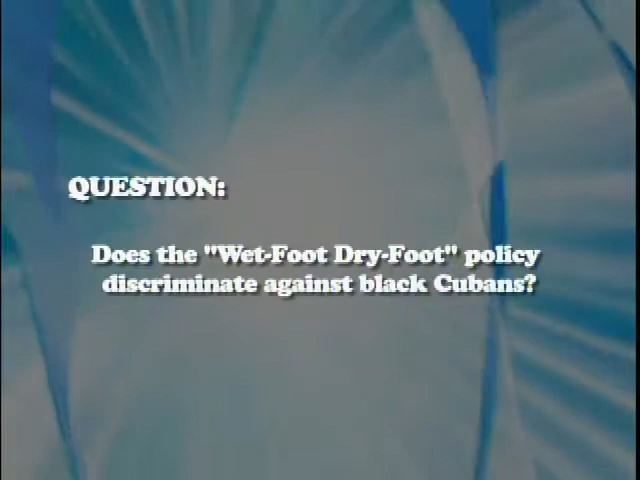 QUESTION:
Does the "Wet-Foot Dry-Foot" policy
discriminate against black Cubans?